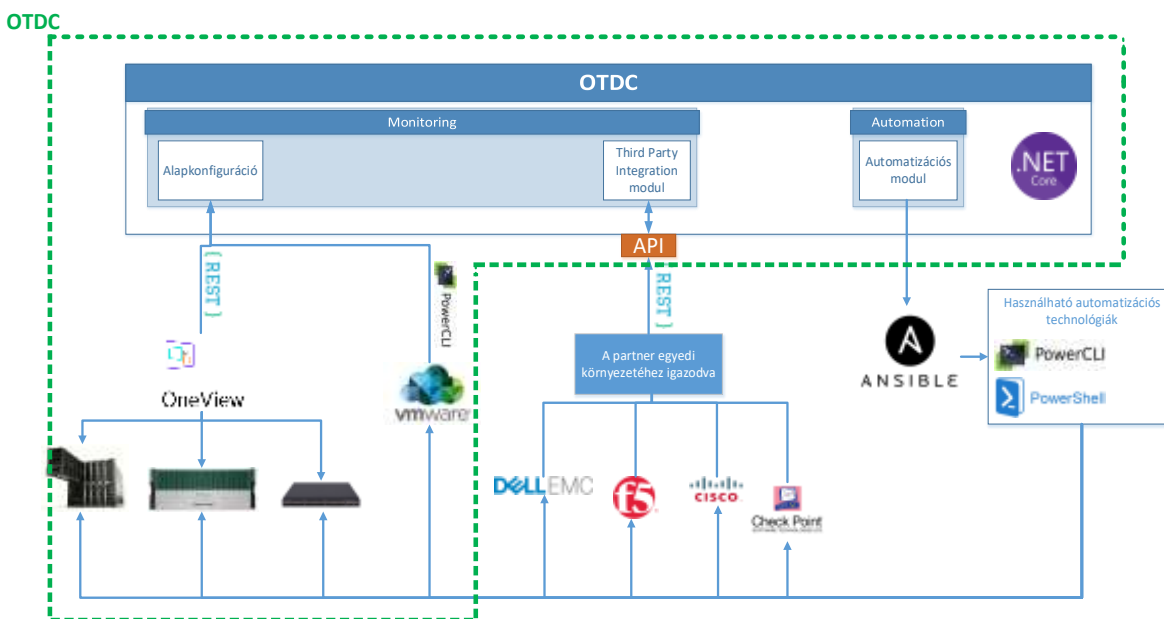 OTDC
OTDC
Monitoring
Automation
Alapkonfiguráció
Third Party
Integration
modul
Automatizációs
modul
.NET
Core
API
{ REST }
PowerCLI
REST }
Használható automatizációs
technológiák
PowerCLI
PowerShell
A partner egyedi
környezetéhez igazodva
A
ANSIBLE
OneView
vmware
DELLEMC
f5
CISCO
Check Point